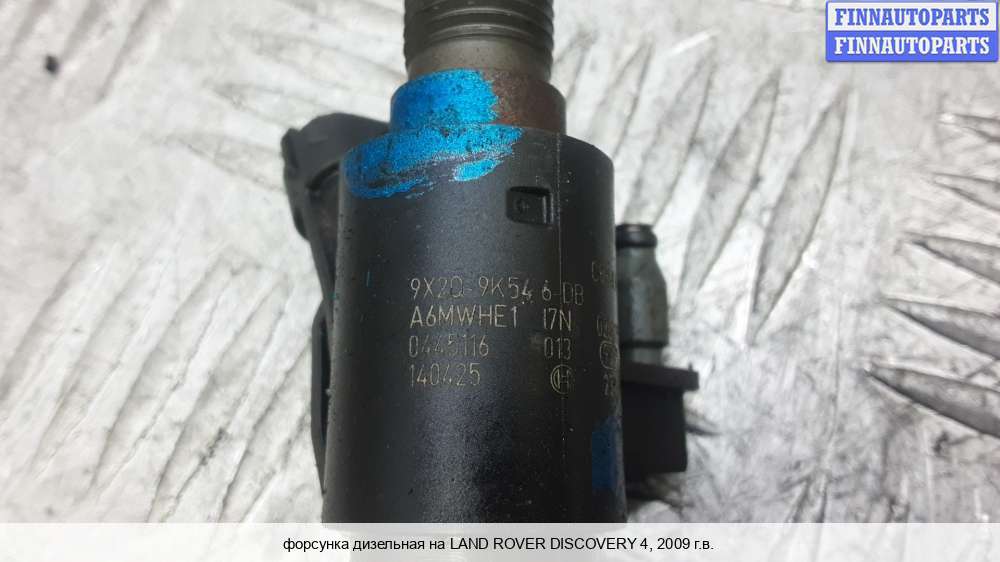 FINNAUTOPARTS
FINNAUTOPARTS
9X2Q-9K546-DB
A6MWHE1 17N
0445116 013
140425
форсунка дизельная на LAND ROVER DISCOVERY 4, 2009 г.в.